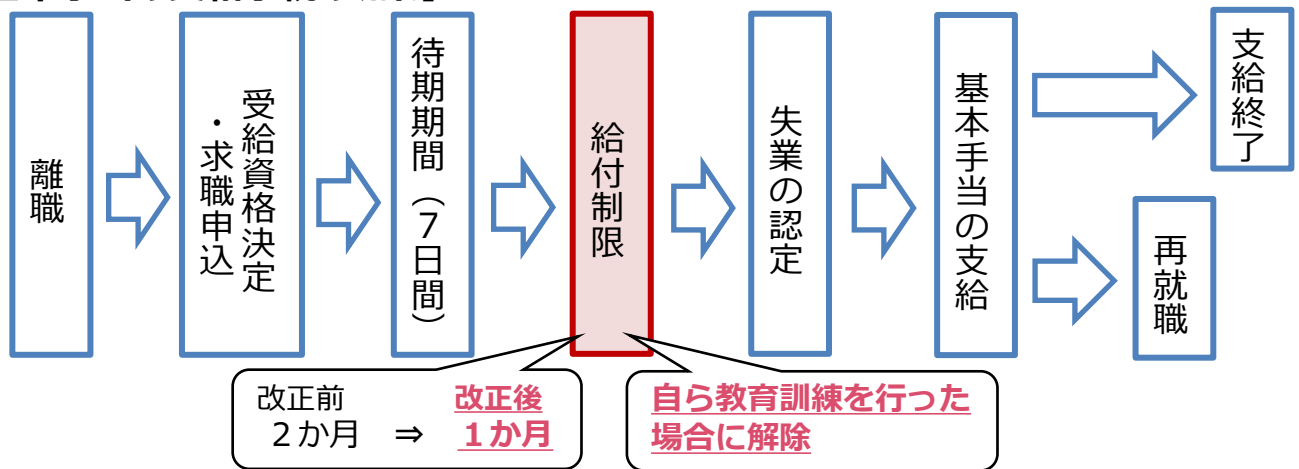 離職
受給資格決定
・求職申込
待期期間（７日間）
給付制限
失業の認定
基本手当の支給
支給終了
再就職
改正前 改正後
２か月 ⇒ １か月
自ら教育訓練を行った
場合に解除